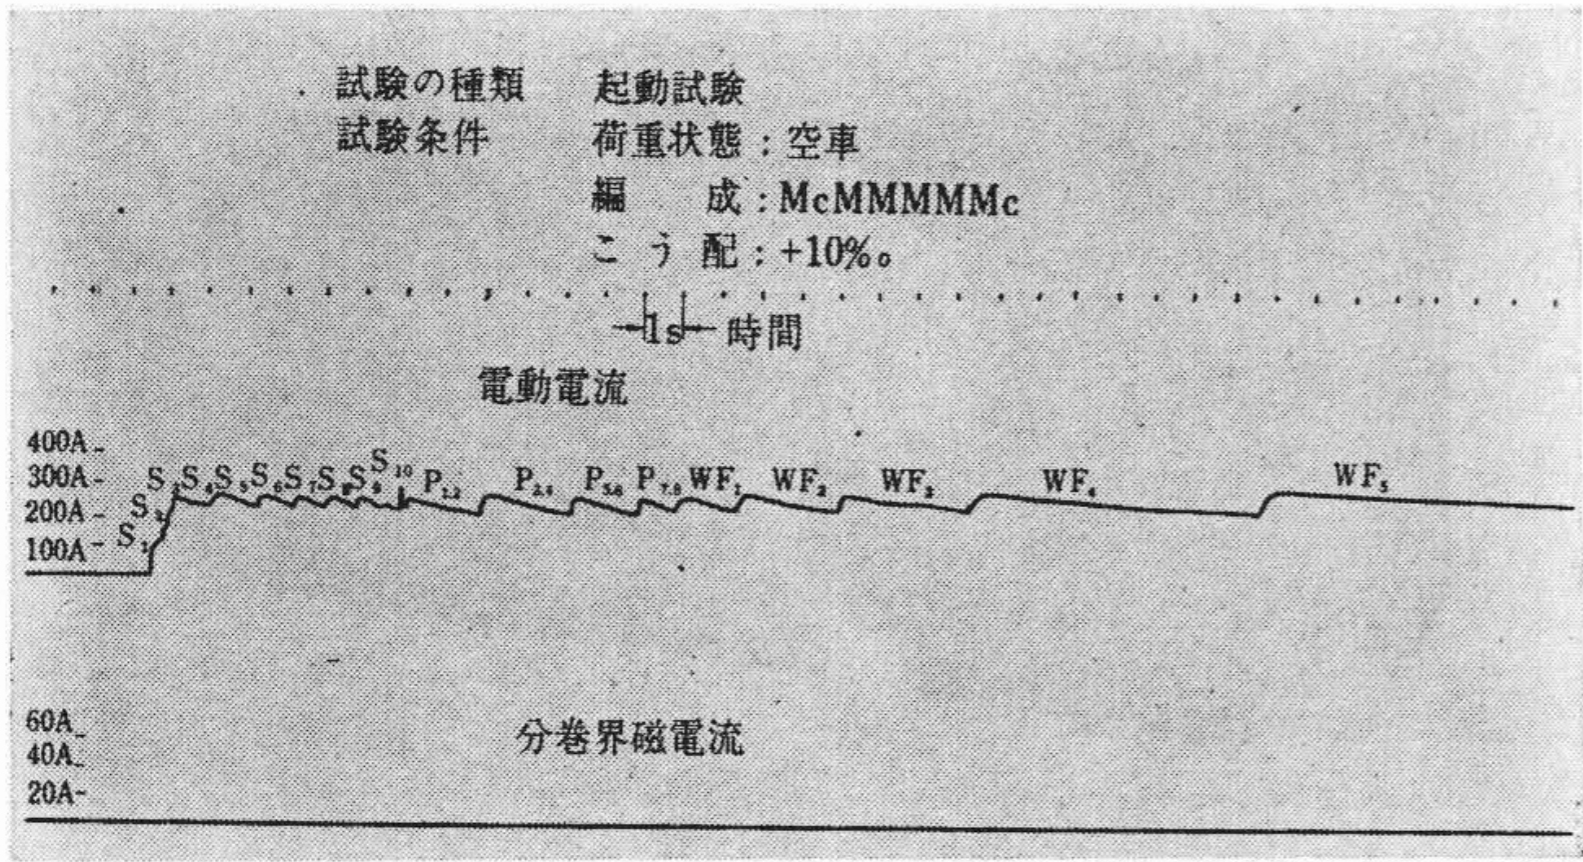 試験の種類 起動試験
試験条件 荷重状態：空車
編 成：McMMMMMc
こ う 配：+10‰
1s 時間
電動電流
400A
300A
200A
100A
S₁ S₂ S₃ S₄ S₅ S₆ S₇ S₈ S₉ S₁₀ P₁.₂ P₃.₄ P₅.₆ P₇.₈ WF₁ WF₂ WF₃ WF₄ WF₅
分巻界磁電流
60A
40A
20A